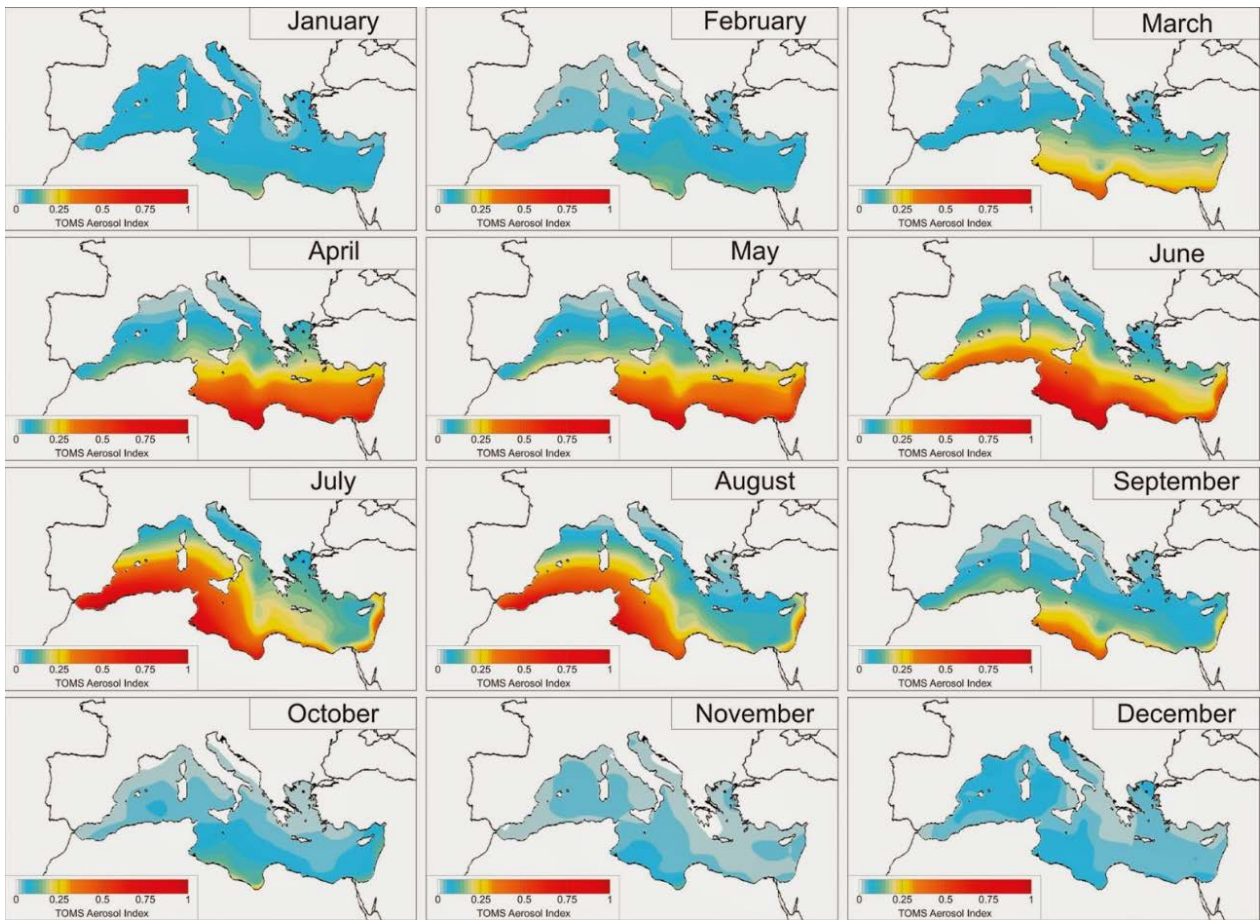 January
0 0.25 0.5 0.75 1
TOMS Aerosol Index
February
0 0.25 0.5 0.75 1
TOMS Aerosol Index
March
0 0.25 0.5 0.75 1
TOMS Aerosol Index
April
0 0.25 0.5 0.75 1
TOMS Aerosol Index
May
0 0.25 0.5 0.75 1
TOMS Aerosol Index
June
0 0.25 0.5 0.75 1
TOMS Aerosol Index
July
0 0.25 0.5 0.75 1
TOMS Aerosol Index
August
0 0.25 0.5 0.75 1
TOMS Aerosol Index
September
0 0.25 0.5 0.75 1
TOMS Aerosol Index
October
0 0.25 0.5 0.75 1
TOMS Aerosol Index
November
0 0.25 0.5 0.75 1
TOMS Aerosol Index
December
0 0.25 0.5 0.75 1
TOMS Aerosol Index